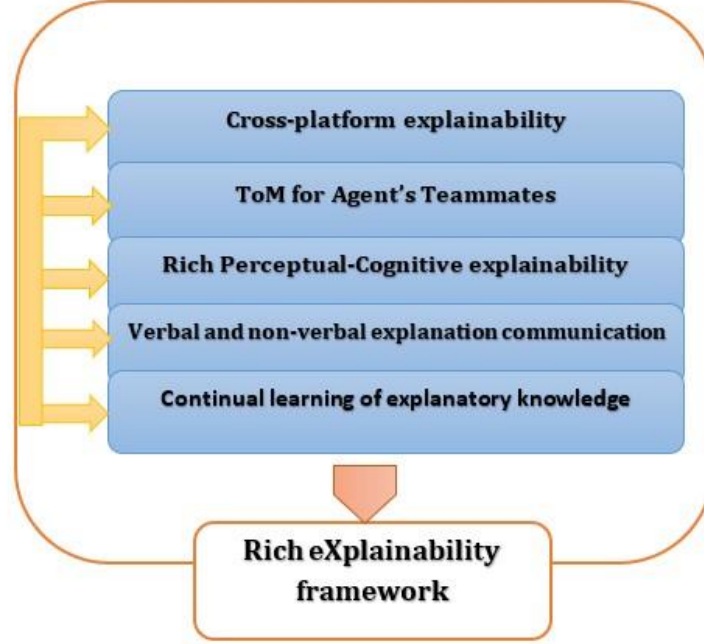 Cross-platform explainability
ToM for Agent's Teammates
Rich Perceptual-Cognitive explainability
Verbal and non-verbal explanation communication
Continual learning of explanatory knowledge
Rich eXplainability
framework